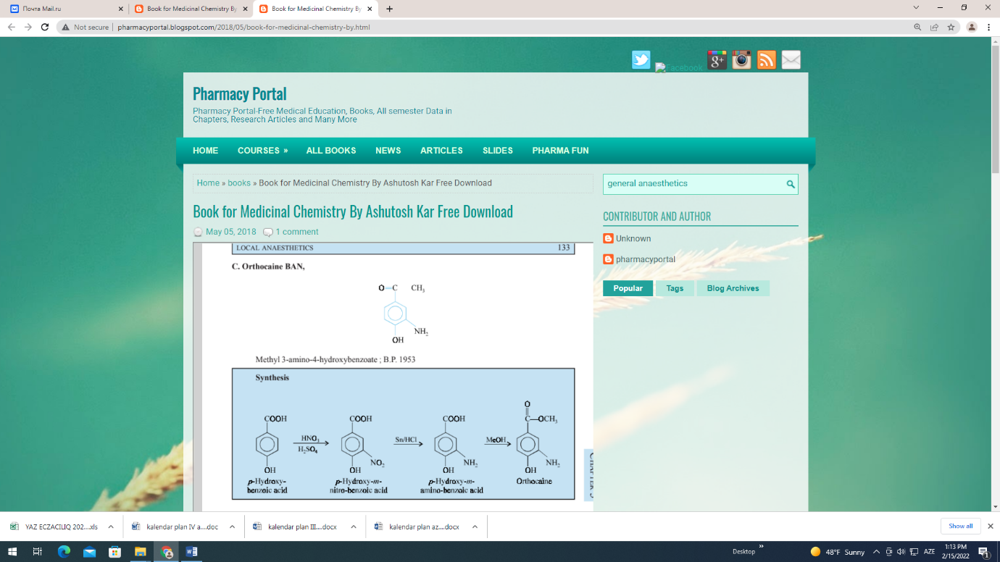 Почта Mail.ru
Book for Medicinal Chemistry By
Book for Medicinal Chemistry By
Not secure | pharmacyportal.blogspot.com/2018/05/book-for-medicinal-chemistry-by.html
Facebook
Pharmacy Portal
Pharmacy Portal-Free Medical Education, Books, All semester Data in
Chapters, Research Articles and Many More
HOME COURSES » ALL BOOKS NEWS ARTICLES SLIDES PHARMA FUN
Home » books » Book for Medicinal Chemistry By Ashutosh Kar Free Download
general anaesthetics
Book for Medicinal Chemistry By Ashutosh Kar Free Download
May 05, 2018 1 comment
CONTRIBUTOR AND AUTHOR
Unknown
pharmacyportal
Popular Tags Blog Archives
LOCAL ANAESTHETICS 133
C. Orthocaine BAN,
O=C CH3
NH2
OH
Methyl 3-amino-4-hydroxybenzoate ; B.P. 1953
Synthesis
O
COOH COOH COOH C—OCH3
HNO3 Sn/HCl MeOH
H2SO4
NO2 NH2 NH2
OH OH OH OH
p-Hydroxy- p-Hydroxy-m- p-Hydroxy-m- Orthocaine
benzoic acid nitro-benzoic acid amino-benzoic acid
YAZ ECZACILIQ 202....xls kalendar plan IV a....doc kalendar plan III....docx kalendar plan az....docx Show all
Desktop
48°F Sunny
AZE
1:13 PM
2/15/2022
1